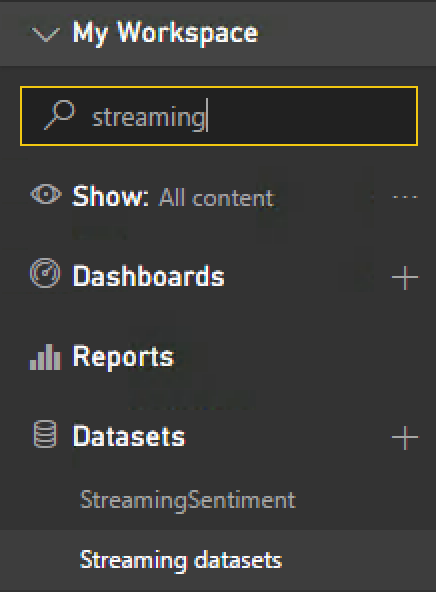 My Workspace
streaming
Show: All content ...
Dashboards
Reports
Datasets
StreamingSentiment
Streaming datasets